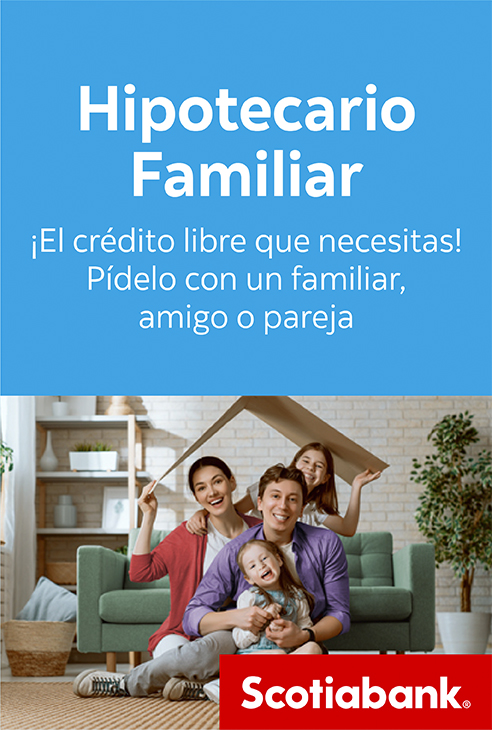 Hipotecario
Familiar
¡El crédito libre que necesitas!
Pídelo con un familiar,
amigo o pareja
Scotiabank®